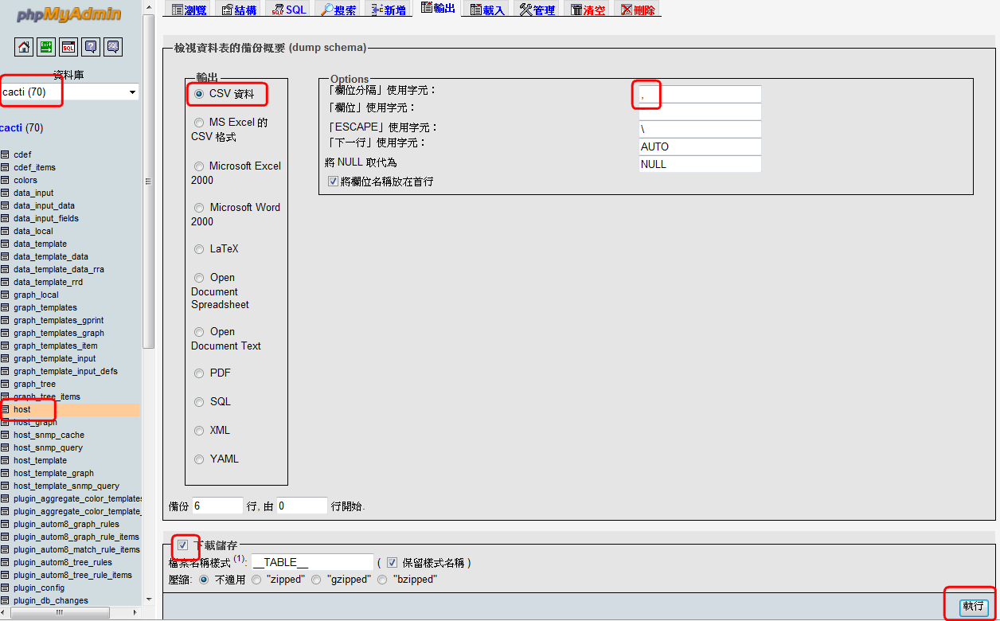 phpMyAdmin
SQL
SQL
資料庫
cacti (70)
cacti (70)
cdef
cdef_items
colors
data_input
data_input_data
data_input_fields
data_local
data_template
data_template_data
data_template_data_rra
data_template_rrd
graph_local
graph_templates
graph_templates_gprint
graph_templates_graph
graph_templates_item
graph_template_input
graph_template_input_defs
graph_tree
graph_tree_items
host
host_graph
host_snmp_cache
host_snmp_query
host_template
host_template_graph
host_template_snmp_query
plugin_aggregate_color_templates
plugin_aggregate_color_template_
plugin_autom8_graph_rules
plugin_autom8_graph_rule_items
plugin_autom8_match_rule_items
plugin_autom8_tree_rules
plugin_autom8_tree_rule_items
plugin_config
plugin_db_changes
瀏覽 結構 SQL 搜索 新增 輸出 載入 管理 清空 刪除
檢視資料表的備份概要 (dump schema)
輸出
CSV 資料
MS Excel 的
CSV 格式
Microsoft Excel
2000
Microsoft Word
2000
LaTeX
Open
Document
Spreadsheet
Open
Document Text
PDF
SQL
XML
YAML
Options
「欄位分隔」使用字元： ,
「欄位」使用字元：
「ESCAPE」使用字元： \
「下一行」使用字元： AUTO
將 NULL 取代為 NULL
將欄位名稱放在首行
備份 6 行, 由 0 行開始.
下載儲存
檔案名稱樣式 (1): __TABLE__ ( 保留樣式名稱 )
壓縮: 不適用 "zipped" "gzipped" "bzipped"
執行